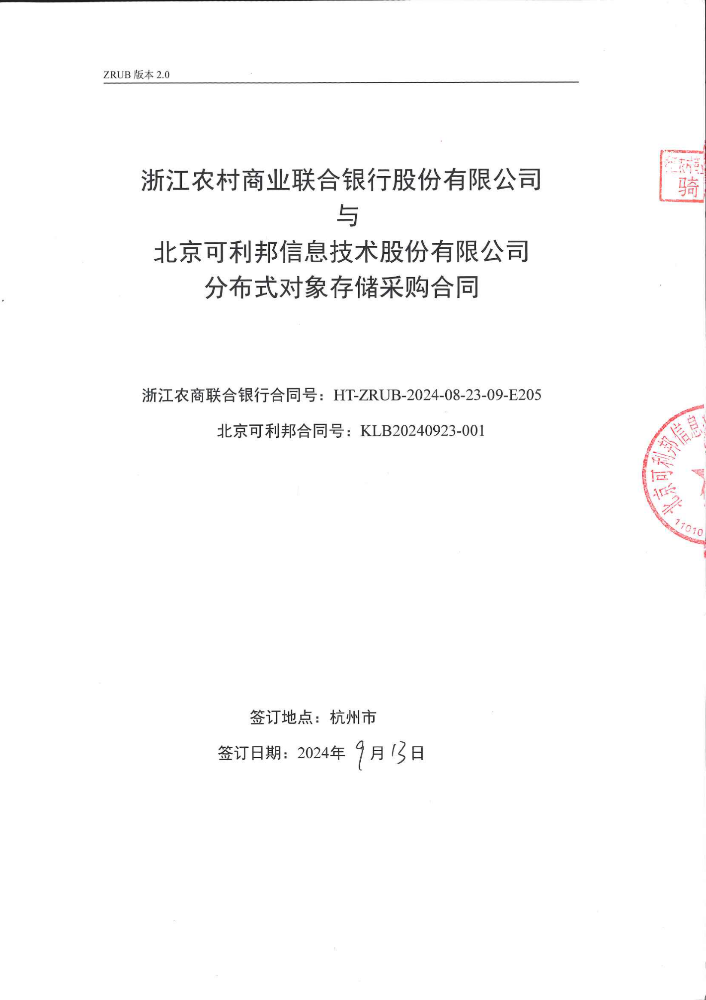 ZRUB 版本 2.0
浙江农村商业联合银行股份有限公司
与
北京可利邦信息技术股份有限公司
分布式对象存储采购合同
浙江农商联合银行合同号：HT-ZRUB-2024-08-23-09-E205
北京可利邦合同号：KLB20240923-001
签订地点：杭州市
签订日期：2024年 9月13日
骑
北京可利邦信息
11010